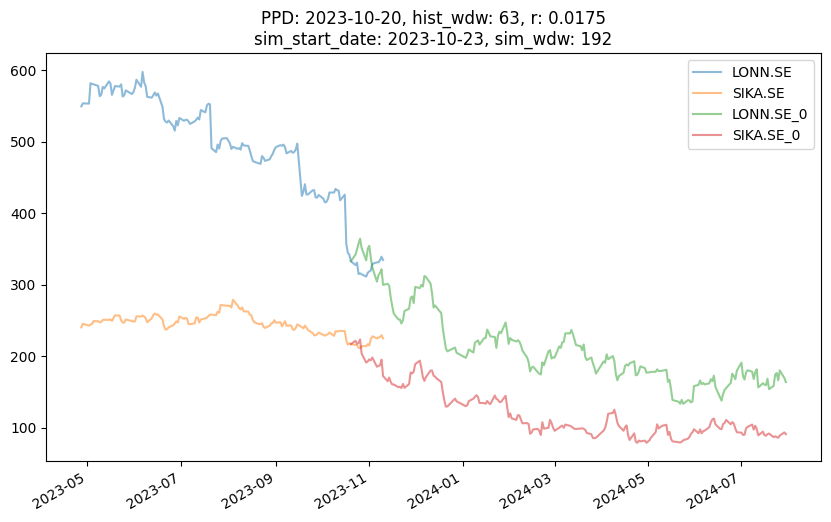 PPD: 2023-10-20, hist_wdw: 63, r: 0.0175
sim_start_date: 2023-10-23, sim_wdw: 192
LONN.SE
SIKA.SE
LONN.SE_0
SIKA.SE_0
600
500
400
300
200
100
2023-05
2023-07
2023-09
2023-11
2024-01
2024-03
2024-05
2024-07